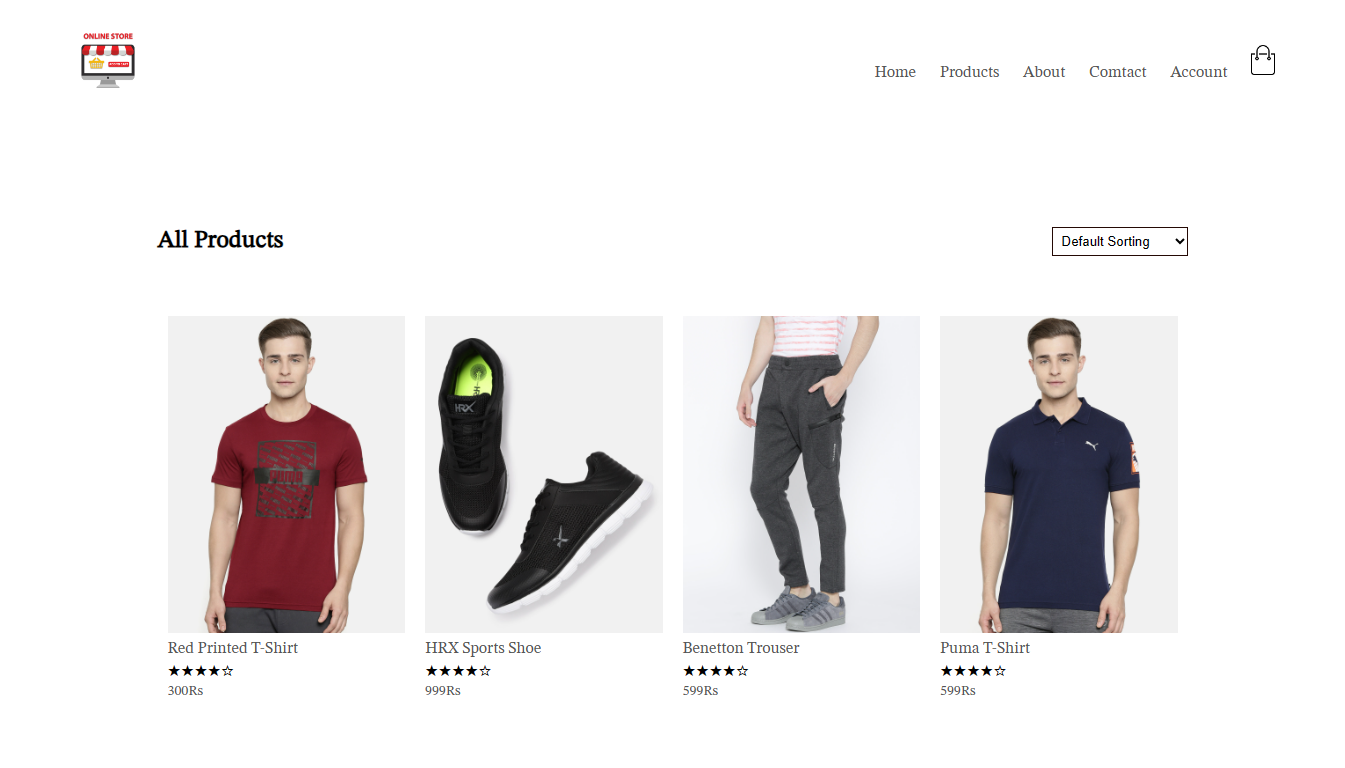 ONLINE STORE
Home Products About Comtact Account
All Products
Default Sorting
HRX
Red Printed T-Shirt HRX Sports Shoe Benetton Trouser Puma T-Shirt
★★★★☆ ★★★★☆ ★★★★☆ ★★★★☆
300Rs 999Rs 599Rs 599Rs